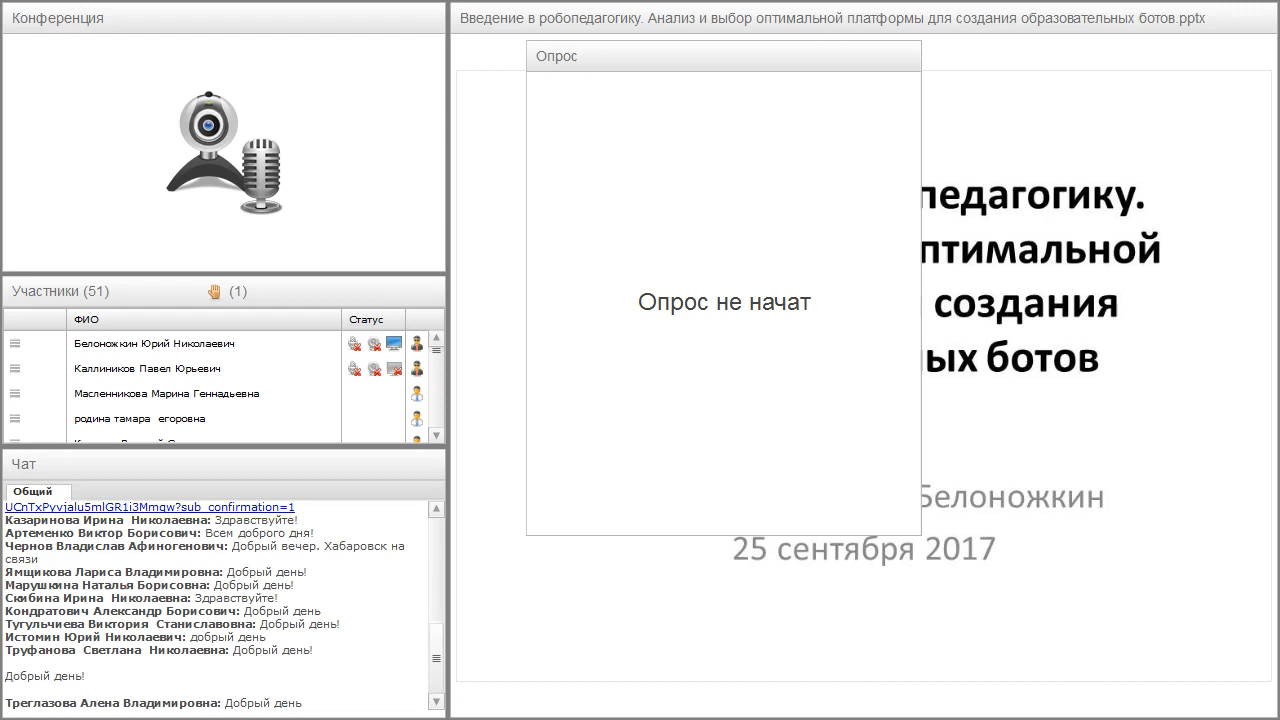 Конференция
Участники (51) (1)
ФИО Статус
Белоножкин Юрий Николаевич
Каллиников Павел Юрьевич
Масленникова Марина Геннадьевна
родина тамара егоровна
Чат
Общий
UCnTxPyvjalu5mlGR1i3Mmqw?sub_confirmation=1
Казаринова Ирина Николаевна: Здравствуйте!
Артеменко Виктор Борисович: Всем доброго дня!
Чернов Владислав Афиногенович: Добрый вечер. Хабаровск на
связи
Ямщикова Лариса Владимировна: Добрый день!
Марушкина Наталья Борисовна: Добрый день!
Скибина Ирина Николаевна: Здравствуйте!
Кондратович Александр Борисович: Добрый день
Тугульчиева Виктория Станиславовна: Добрый день!
Истомин Юрий Николаевич: добрый день
Труфанова Светлана Николаевна: Добрый день!
Добрый день!
Треглазова Алена Владимировна: Добрый день
Введение в робопедагогику. Анализ и выбор оптимальной платформы для создания образовательных ботов.pptx
Опрос
Опрос не начат
педагогику.
птимальной
создания
ых ботов
Белоножкин
25 сентября 2017